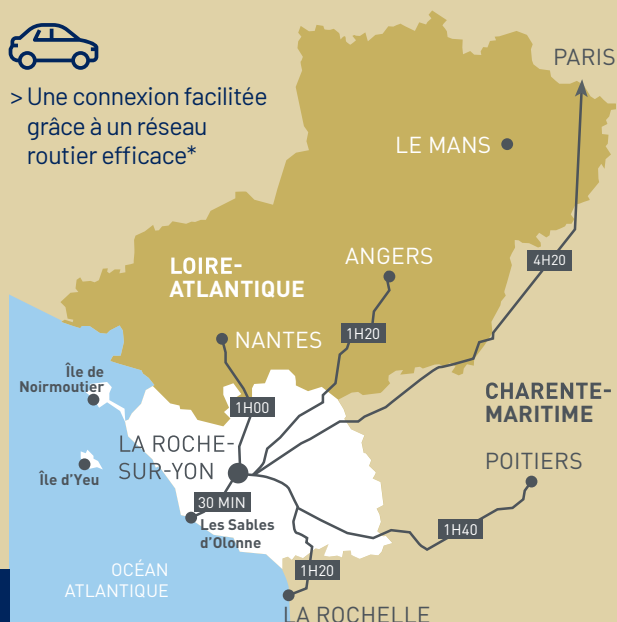 > Une connexion facilitée
grâce à un réseau
routier efficace*
PARIS
LE MANS
4H20
LOIRE-
ATLANTIQUE
ANGERS
1H20
NANTES
Île de
Noirmoutier
1H00
CHARENTE-
MARITIME
LA ROCHE-
SUR-YON
POITIERS
Île d'Yeu
30 MIN
Les Sables
d'Olonne
1H40
OCÉAN
ATLANTIQUE
1H20
LA ROCHELLE